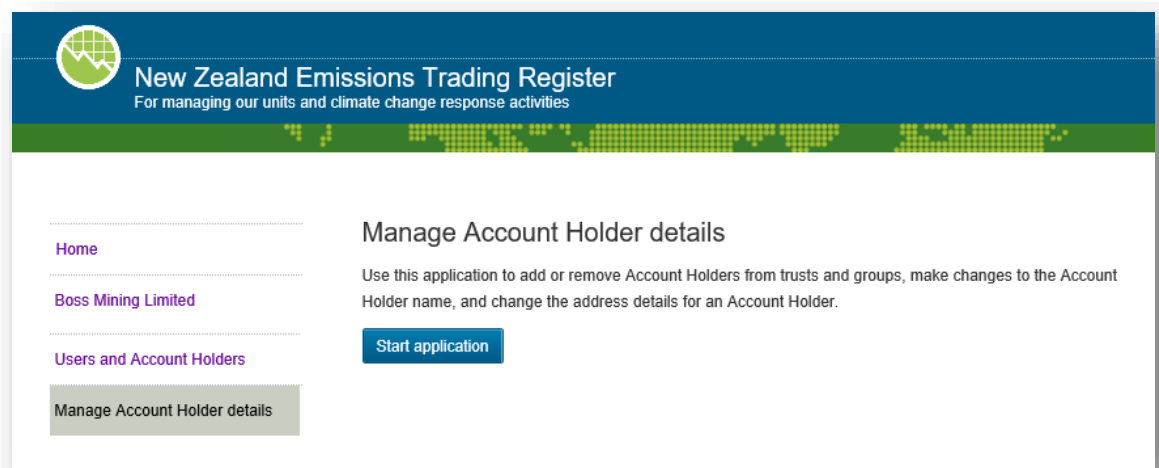 New Zealand Emissions Trading Register
For managing our units and climate change response activities
Home
Boss Mining Limited
Users and Account Holders
Manage Account Holder details
Manage Account Holder details
Use this application to add or remove Account Holders from trusts and groups, make changes to the Account
Holder name, and change the address details for an Account Holder.
Start application